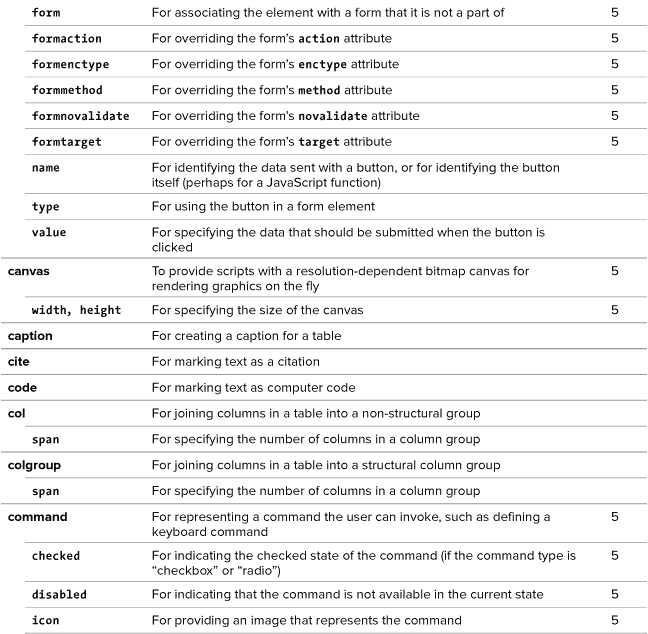 form For associating the element with a form that it is not a part of 5
formaction For overriding the form’s action attribute 5
formenctype For overriding the form’s enctype attribute 5
formmethod For overriding the form’s method attribute 5
formnovalidate For overriding the form’s novalidate attribute 5
formtarget For overriding the form’s target attribute 5
name For identifying the data sent with a button, or for identifying the button
itself (perhaps for a JavaScript function)
type For using the button in a form element
value For specifying the data that should be submitted when the button is
clicked
canvas To provide scripts with a resolution-dependent bitmap canvas for 5
rendering graphics on the fly
width, height For specifying the size of the canvas 5
caption For creating a caption for a table
cite For marking text as a citation
code For marking text as computer code
col For joining columns in a table into a non-structural group
span For specifying the number of columns in a column group
colgroup For joining columns in a table into a structural column group
span For specifying the number of columns in a column group
command For representing a command the user can invoke, such as defining a 5
keyboard command
checked For indicating the checked state of the command (if the command type is 5
“checkbox” or “radio”)
disabled For indicating that the command is not available in the current state 5
icon For providing an image that represents the command 5